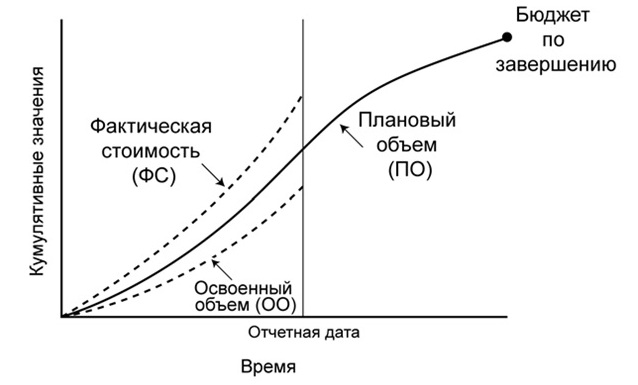 Бюджет
по
завершению
Кумулятивные значения
Фактическая
стоимость
(ФС)
Плановый
объем
(ПО)
Освоенный
объем (ОО)
Отчетная дата
Время